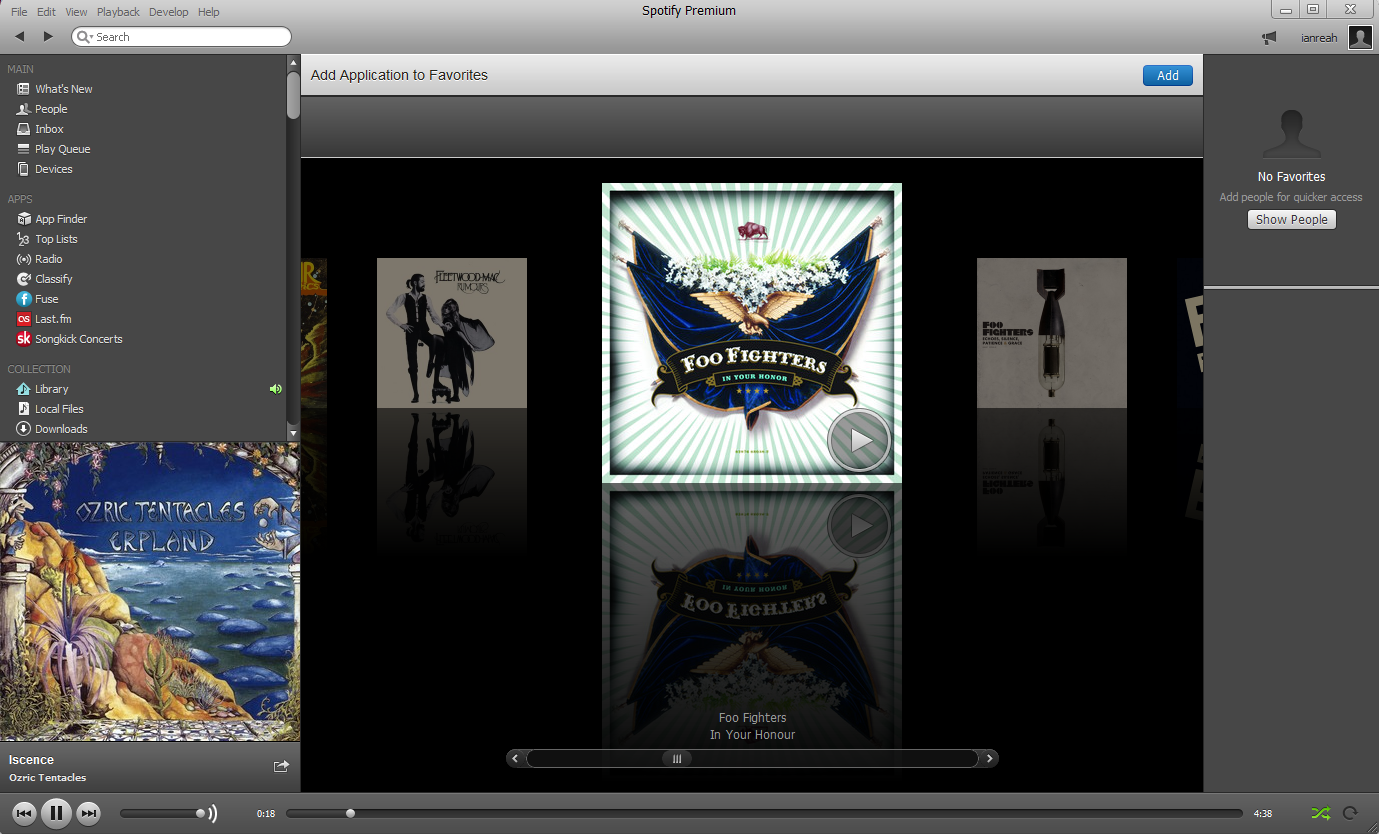 File Edit View Playback Develop Help
Spotify Premium
Search
ianreah
MAIN
What's New
People
Inbox
Play Queue
Devices
APPS
App Finder
Top Lists
Radio
Classify
Fuse
Last.fm
Songkick Concerts
COLLECTION
Library
Local Files
Downloads
OZRIC TENTACLES
ERPLAND
Iscence
Ozric Tentacles
Add Application to Favorites
Add
FLEETWOOD MAC
RUMOURS
FOO FIGHTERS
IN YOUR HONOR
FOO
FIGHTERS
ECHOES, SILENCE,
PATIENCE & GRACE
Foo Fighters
In Your Honour
No Favorites
Add people for quicker access
Show People
0:18
4:38